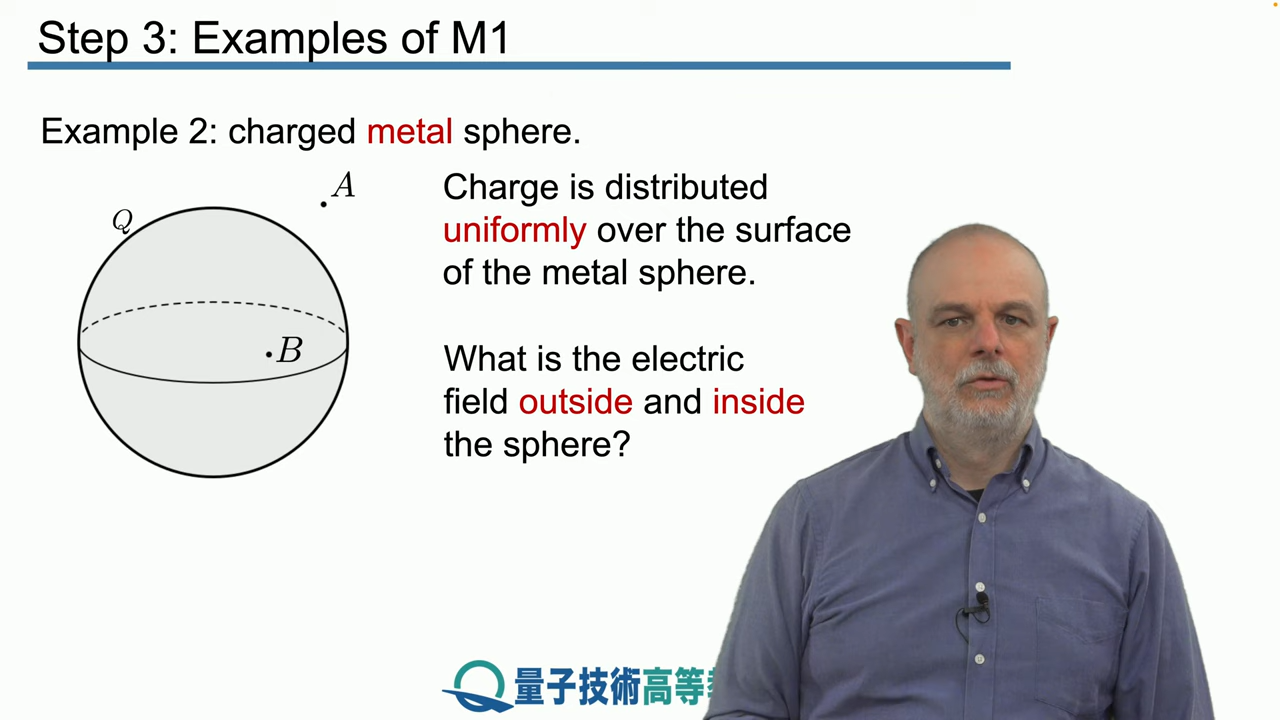 Step 3: Examples of M1
Example 2: charged metal sphere.
Q
A
B
Charge is distributed
uniformly over the surface
of the metal sphere.
What is the electric
field outside and inside
the sphere?
量子技術高等